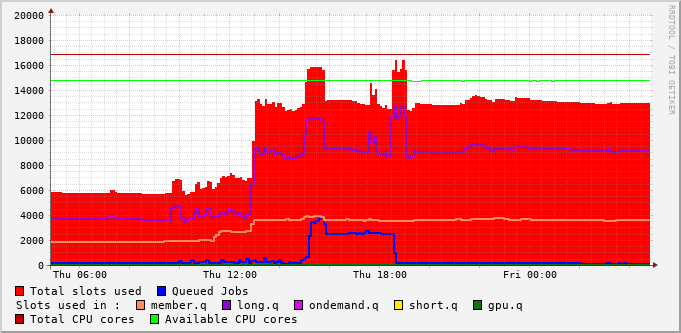 20000
18000
16000
14000
12000
10000
8000
6000
4000
2000
0
Thu 06:00 Thu 12:00 Thu 18:00 Fri 00:00
RRDTOOL / TOBI OETIKER
Total slots used Queued Jobs
Slots used in : member.q long.q ondemand.q short.q gpu.q
Total CPU cores Available CPU cores